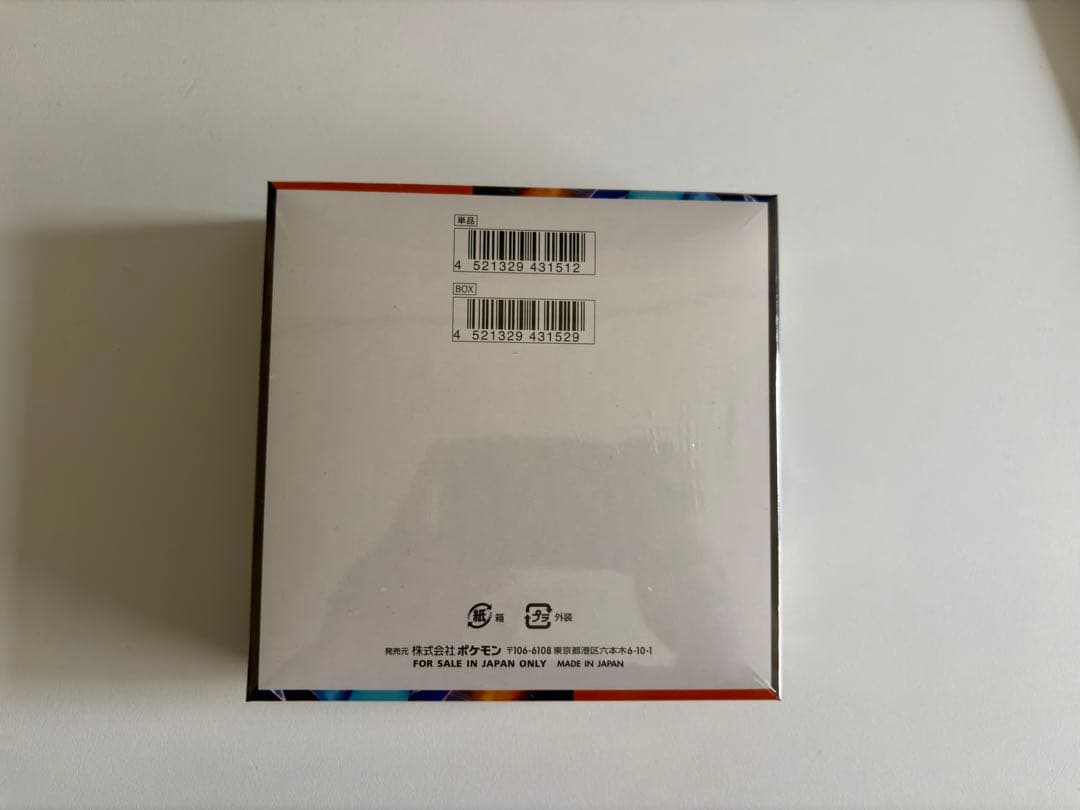 単品
4 521329 431512
BOX
4 521329 431529
紙 箱 プラ 外装
発売元 株式会社 ポケモン 〒106-6108 東京都港区六本木6-10-1
FOR SALE IN JAPAN ONLY MADE IN JAPAN